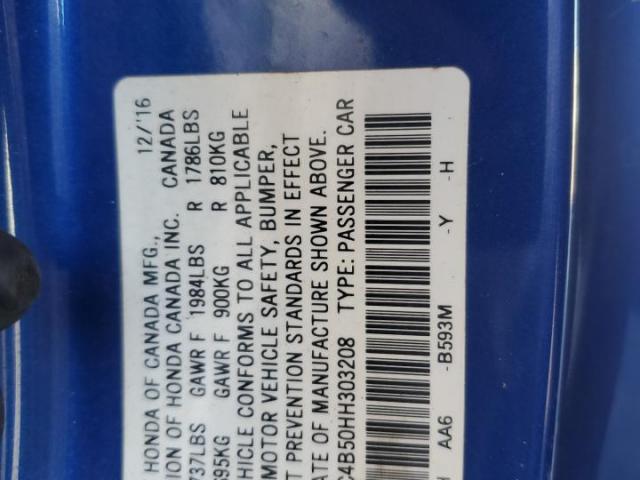 HONDA OF CANADA MFG., 12/'16
ION OF HONDA CANADA INC. CANADA
737LBS GAWR F 1984LBS R 1786LBS
695KG GAWR F 900KG R 810KG
HICLE CONFORMS TO ALL APPLICABLE
MOTOR VEHICLE SAFETY, BUMPER,
T PREVENTION STANDARDS IN EFFECT
ATE OF MANUFACTURE SHOWN ABOVE.
C4B50HH303208 TYPE: PASSENGER CAR
AA6 -B593M -Y -H